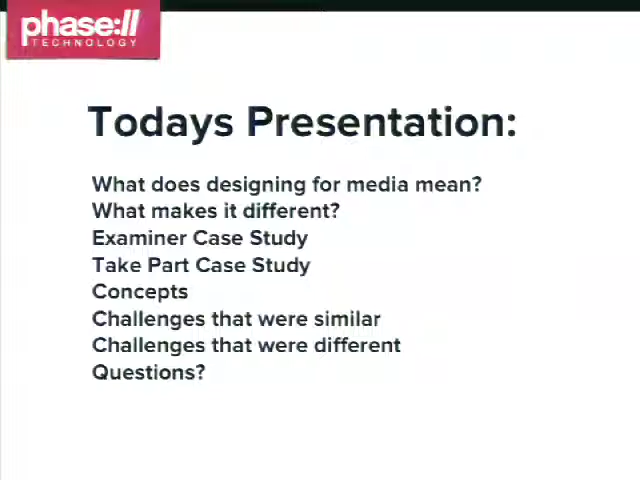 phase:ll
TECHNOLOGY
Todays Presentation:
What does designing for media mean?
What makes it different?
Examiner Case Study
Take Part Case Study
Concepts
Challenges that were similar
Challenges that were different
Questions?